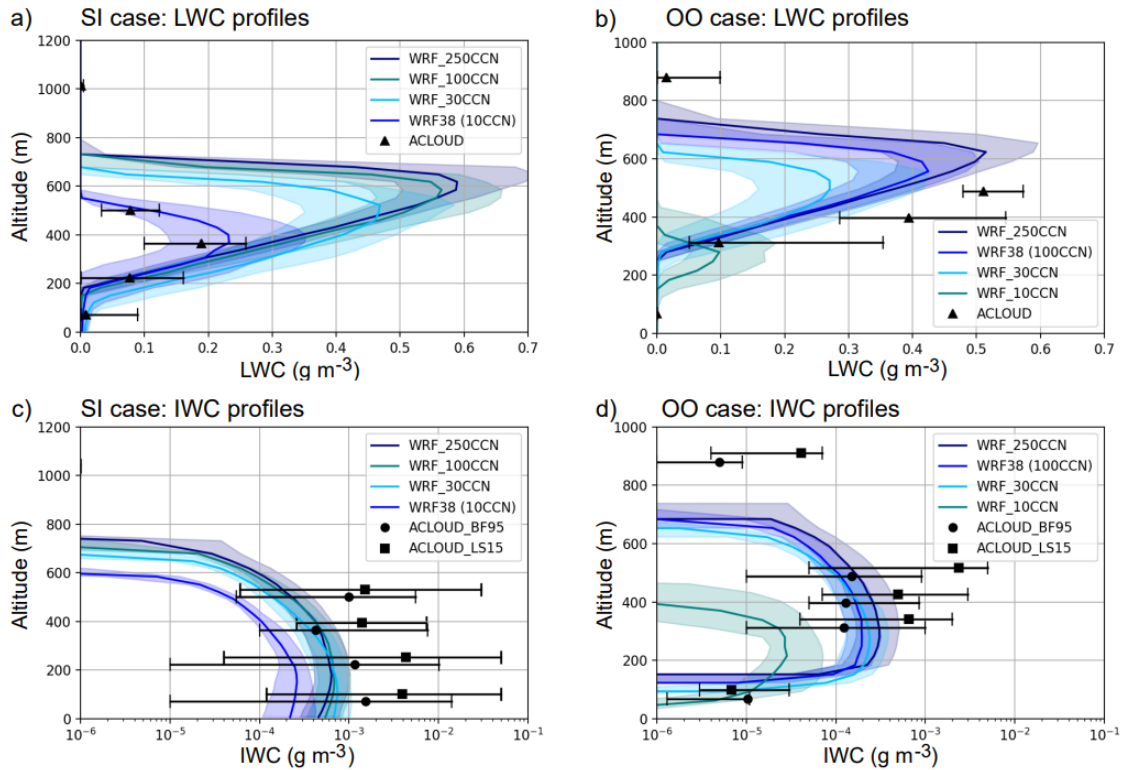 a) SI case: LWC profiles
1200
1000
800
600
400
200
0
Altitude (m)
WRF_250CCN
WRF_100CCN
WRF_30CCN
WRF38 (10CCN)
ACLOUD
0.0 0.1 0.2 0.3 0.4 0.5 0.6 0.7
LWC (g m-3)
b) OO case: LWC profiles
1000
800
600
400
200
0
Altitude (m)
WRF_250CCN
WRF38 (100CCN)
WRF_30CCN
WRF_10CCN
ACLOUD
0.0 0.1 0.2 0.3 0.4 0.5 0.6 0.7
LWC (g m-3)
c) SI case: IWC profiles
1200
1000
800
600
400
200
0
Altitude (m)
WRF_250CCN
WRF_100CCN
WRF_30CCN
WRF38 (10CCN)
ACLOUD_BF95
ACLOUD_LS15
10−6 10−5 10−4 10−3 10−2 10−1
IWC (g m-3)
d) OO case: IWC profiles
1000
800
600
400
200
0
Altitude (m)
WRF_250CCN
WRF38 (100CCN)
WRF_30CCN
WRF_10CCN
ACLOUD_BF95
ACLOUD_LS15
10−6 10−5 10−4 10−3 10−2 10−1
IWC (g m-3)